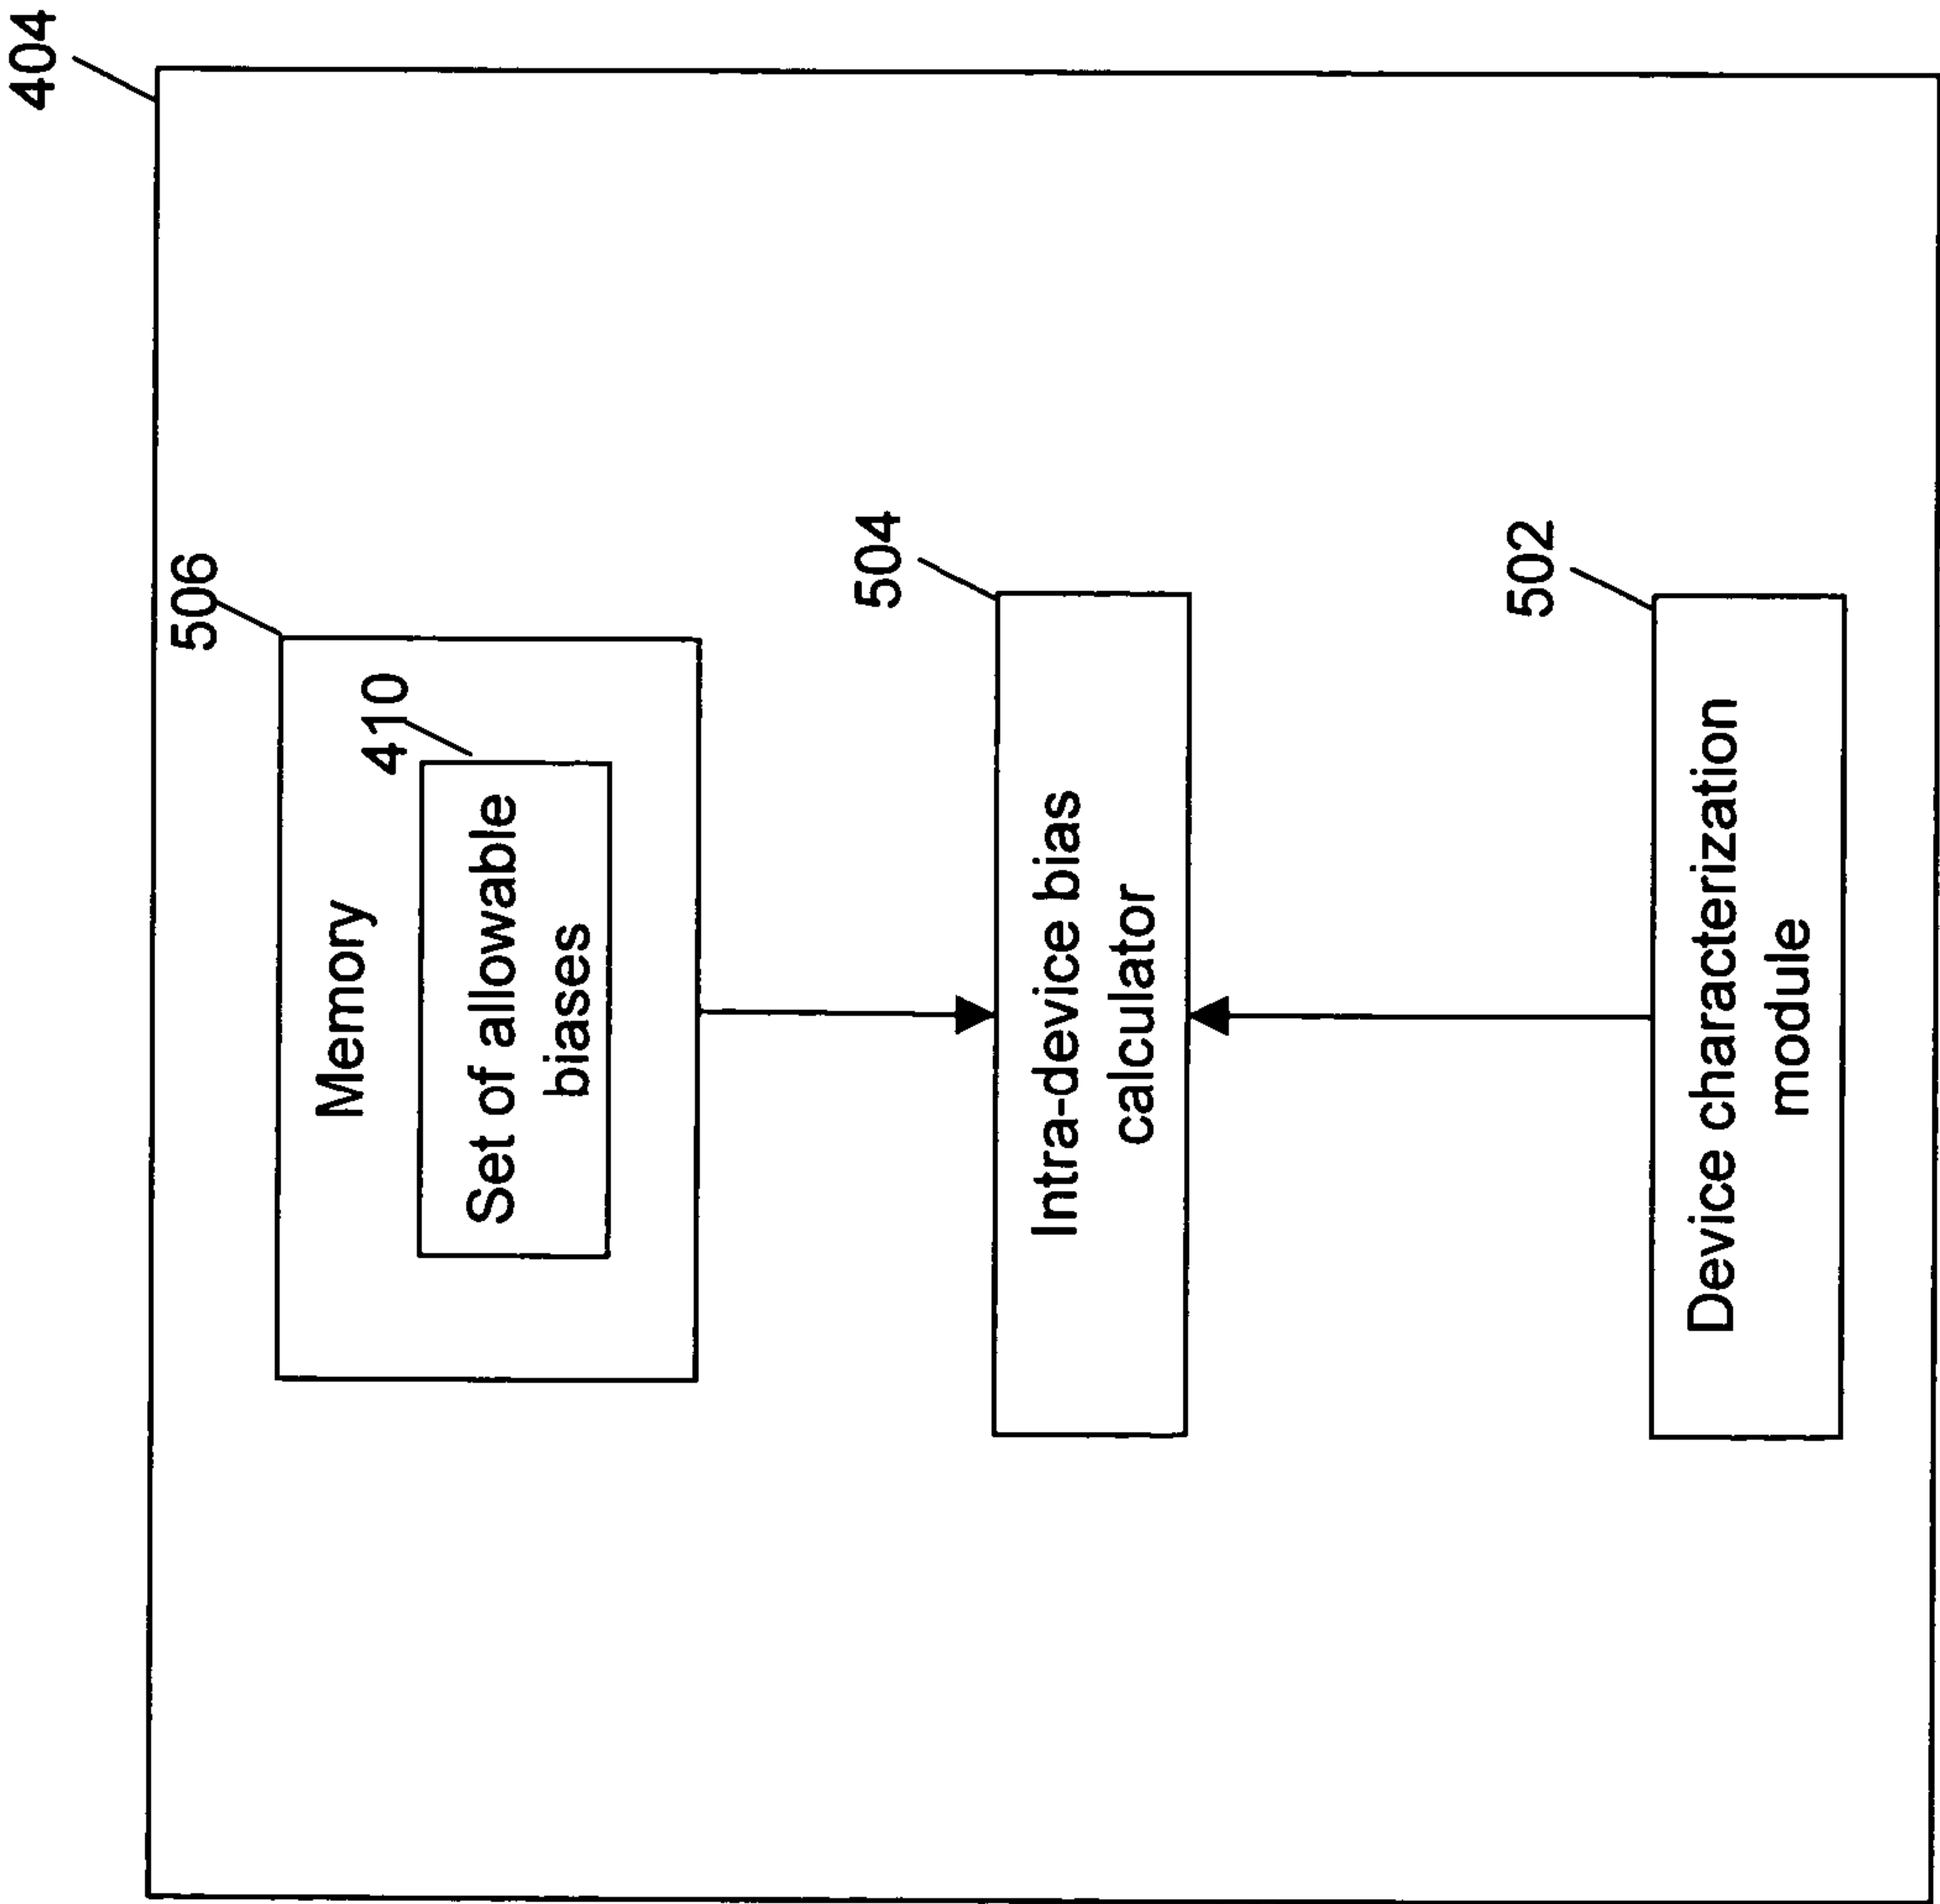 404
506
Memory
410
Set of allowable
biases
504
Intra-device bias
calculator
502
Device characterization
module